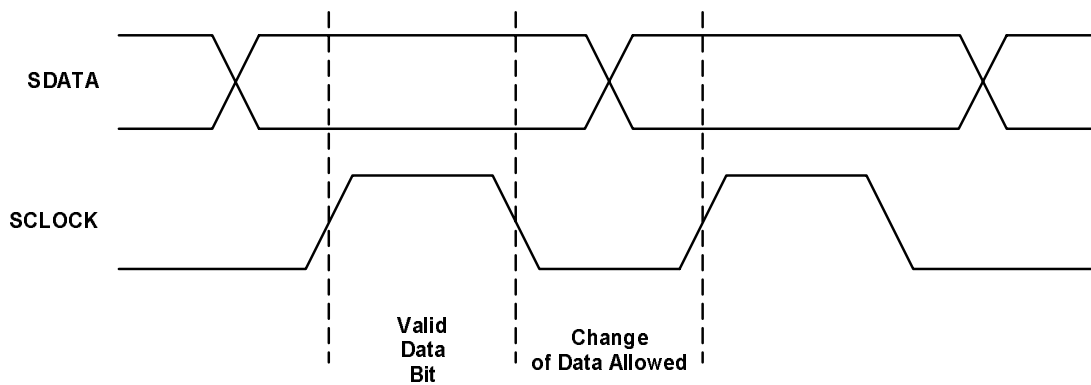 SDATA
SCLOCK
Valid
Data
Bit
Change
of Data Allowed